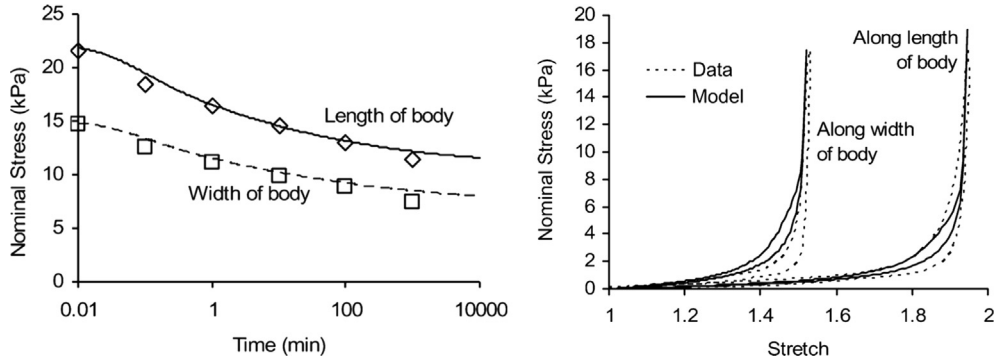 25
20
15
10
5
0
Nominal Stress (kPa)
Length of body
Width of body
0.01
1
100
10000
Time (min)
20
18
16
14
12
10
8
6
4
2
0
Nominal Stress (kPa)
Along length
of body
Data
Model
Along width
of body
1
1.2
1.4
1.6
1.8
2
Stretch